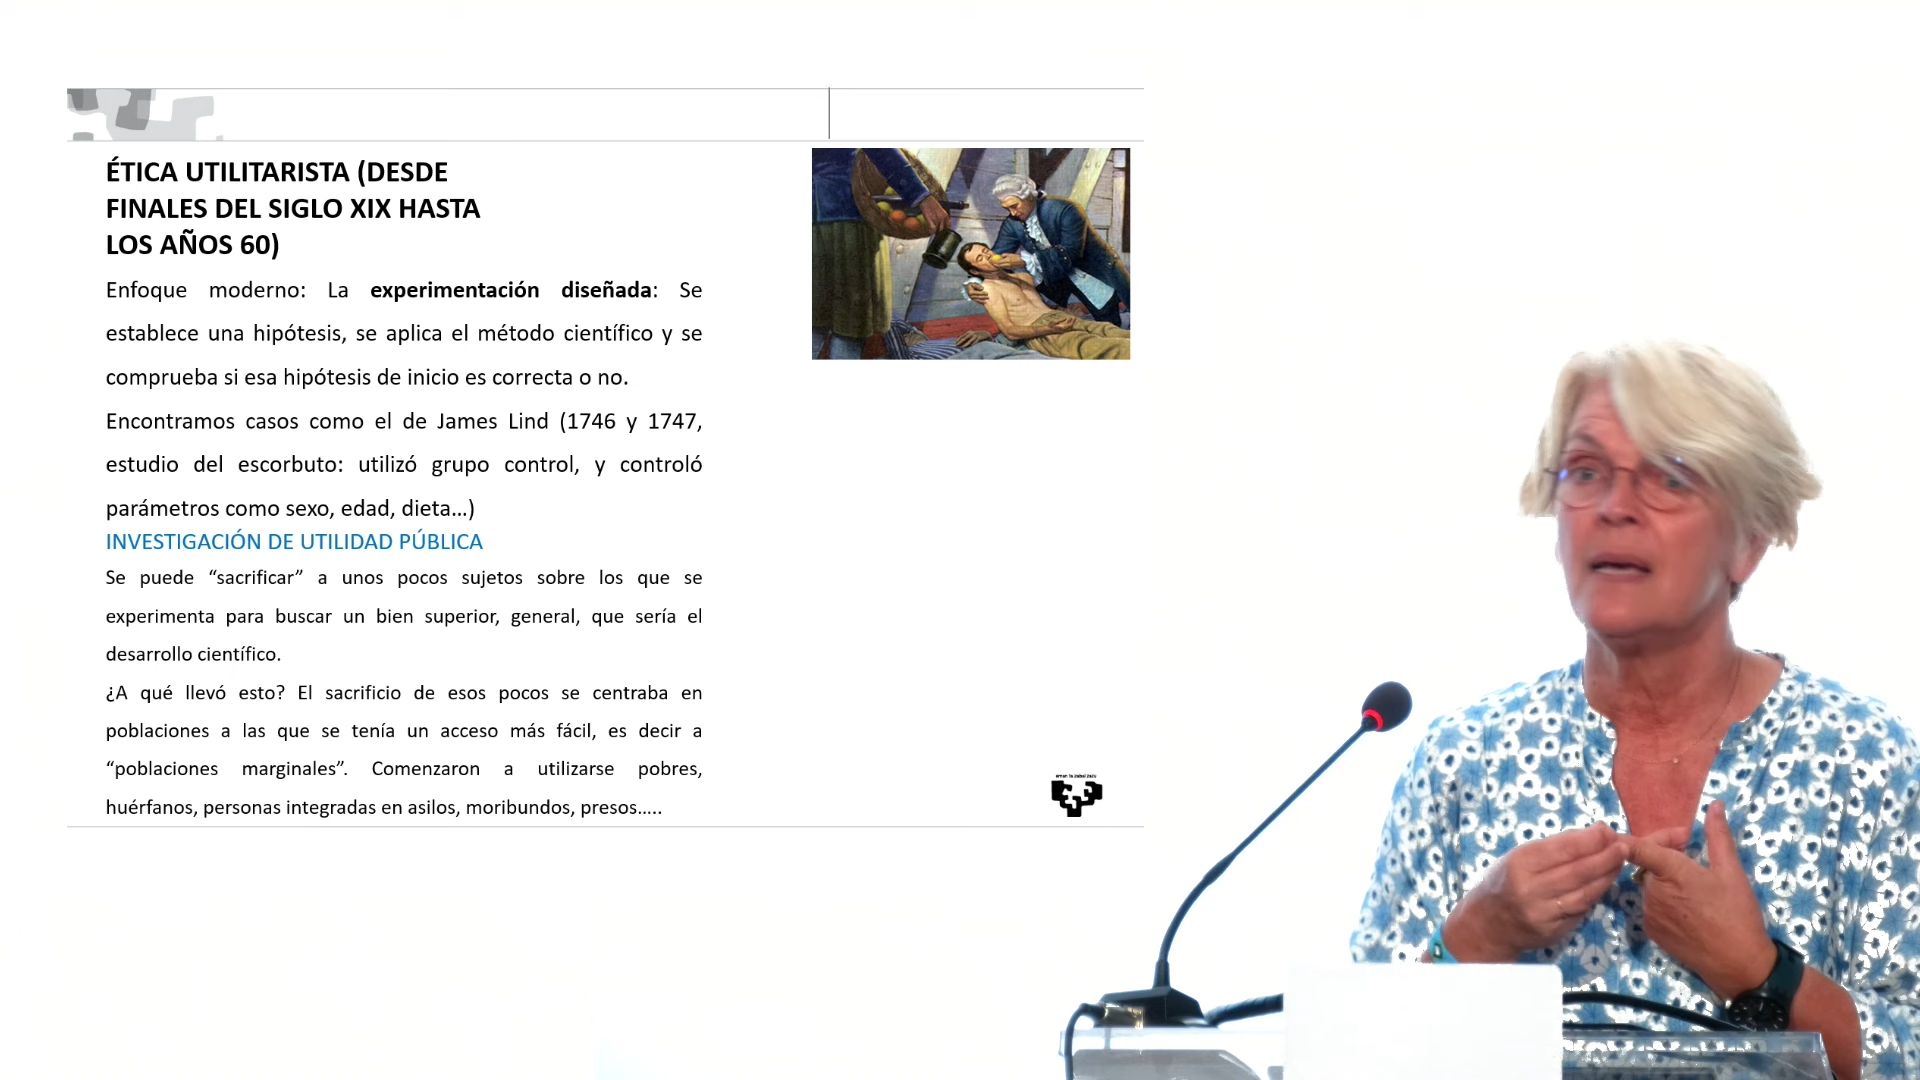 ÉTICA UTILITARISTA (DESDE
FINALES DEL SIGLO XIX HASTA
LOS AÑOS 60)
Enfoque moderno: La experimentación diseñada: Se
establece una hipótesis, se aplica el método científico y se
comprueba si esa hipótesis de inicio es correcta o no.
Encontramos casos como el de James Lind (1746 y 1747,
estudio del escorbuto: utilizó grupo control, y controló
parámetros como sexo, edad, dieta...)
INVESTIGACIÓN DE UTILIDAD PÚBLICA
Se puede “sacrificar” a unos pocos sujetos sobre los que se
experimenta para buscar un bien superior, general, que sería el
desarrollo científico.
¿A qué llevó esto? El sacrificio de esos pocos se centraba en
poblaciones a las que se tenía un acceso más fácil, es decir a
“poblaciones marginales”. Comenzaron a utilizarse pobres,
huérfanos, personas integradas en asilos, moribundos, presos.....
eman ta zabal zazu